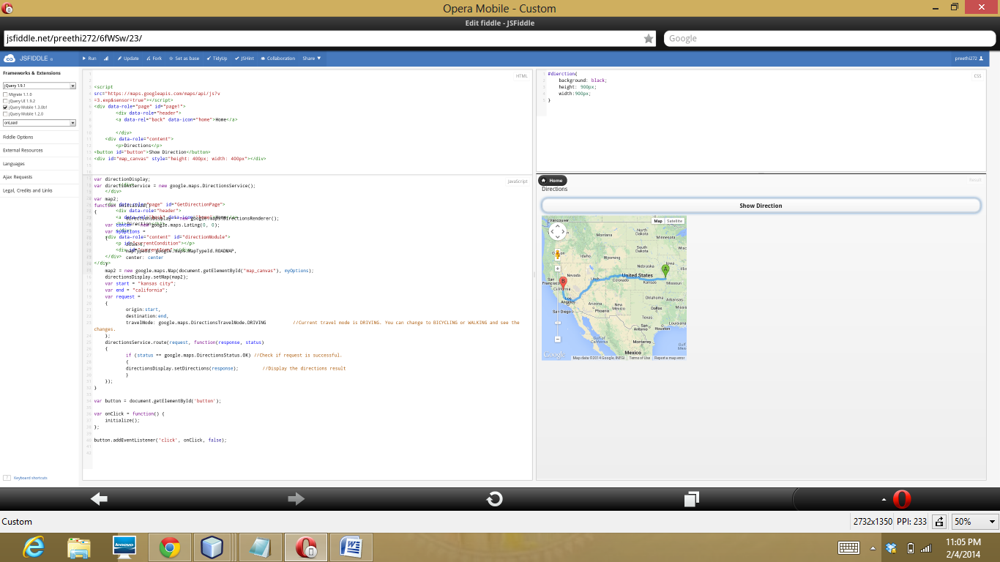 Opera Mobile - Custom
Edit fiddle - JSFiddle
jsfiddle.net/preethi272/6fWSw/23/
Google
JSFIDDLE
Run
Update
Fork
Set as base
TidyUp
JSHint
Collaboration
Share
preethi272
Frameworks & Extensions
jQuery 1.9.1
Migrate 1.1.0
jQuery UI 1.9.2
jQuery Mobile 1.3.0b1
jQuery Mobile 1.2.0
onLoad
Fiddle Options
External Resources
Languages
Ajax Requests
Legal, Credits and Links
Keyboard shortcuts
HTML
<script
src="https://maps.googleapis.com/maps/api/js?v
=3.exp&sensor=true"></script>
<div data-role="page" id="page1">
<div data-role="header">
<a data-rel="back" data-icon="home">Home</a>
</div>
<div data-role="content">
<p>Directions</p>
<button id="button">Show Direction</button>
<div id="map_canvas" style="height: 400px; width: 400px"></div>
JavaScript
var directionDisplay;
var directionsService = new google.maps.DirectionsService();
</div>
var map2;
<div data-role="page" id="GetDirectionPage">
function initialize()
<div data-role="header">
{
directionsDisplay = new google.maps.DirectionsRenderer();
var center = new google.maps.LatLng(0, 0);
var myOptions =
<div data-role="content" id="directionModule">
mapTypeId: google.maps.MapTypeId.ROADMAP,
</div>
center: center
</div>
map2 = new google.maps.Map(document.getElementById("map_canvas"), myOptions);
directionsDisplay.setMap(map2);
var start = "kansas city";
var end = "california";
var request =
{
origin:start,
destination:end,
travelMode: google.maps.DirectionsTravelMode.DRIVING //Current travel mode is DRIVING. You can change to BICYCLING or WALKING and see the
changes.
};
directionsService.route(request, function(response, status)
{
if (status == google.maps.DirectionsStatus.OK) //Check if request is successful.
{
directionsDisplay.setDirections(response); //Display the directions result
}
});
}
var button = document.getElementById('button');
var onClick = function() {
initialize();
};
button.addEventListener('click', onClick, false);
CSS
#dierction{
background: black;
height: 900px;
width:900px;
}
Result
Home
Directions
Show Direction
Map
Satellite
Vancouver
Montana
North
Dakota
Minnesota
South
Dakota
Oregon
Idaho
Wyoming
Nebraska
Iowa
Nevada
Utah
Colorado
United States
Kansas
Missouri
San
Francisco
California
Los
Angeles
Arizona
New
Mexico
Oklahoma
Arkansas
San Diego
Phoenix
Dallas
Texas
Louisiana
San
Antonio
Houston
Gulf of
California
Monterrey
Gulf
Mexico
Mexico
Google
Map data ©2014 Google, INEGI
Terms of Use
Report a map error
Custom
2732x1350
PPI: 233
50%
lenovo
11:05 PM
2/4/2014